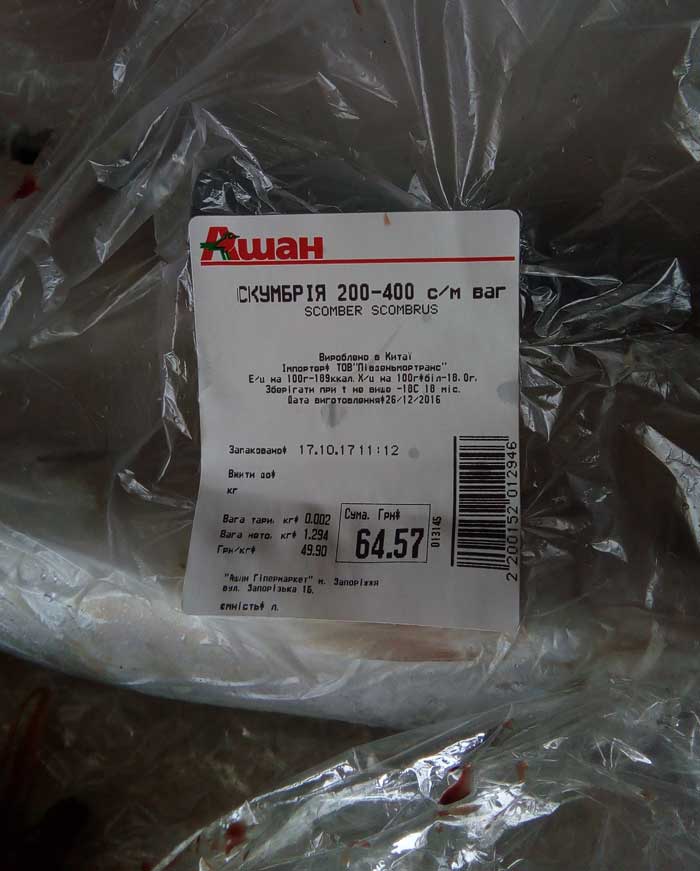 Ашан
СКУМБРІЯ 200-400 с/м ваг
SCOMBER SCOMBRUS
Вироблено в Китаї
Імпортер ТОВ"Південьмортранс"
Е/ц на 100г-189ккал. Х/ц на 100г біл-18.0г.
Зберігати при t не вище -18С 18 міс.
Дата виготовлення 26/12/2016
Запаковано 17.10.17 11:12
Вжити до
кг
Вага тари. кг 0.002
Вага нето. кг 1.294
Грн/кг 49.90
Сума. Грн
64.57
013145
2 200152 012946
"Ашан Гіпермаркет" м. Запоріжжя
вул. Запорізька 1Б.
ємність л.